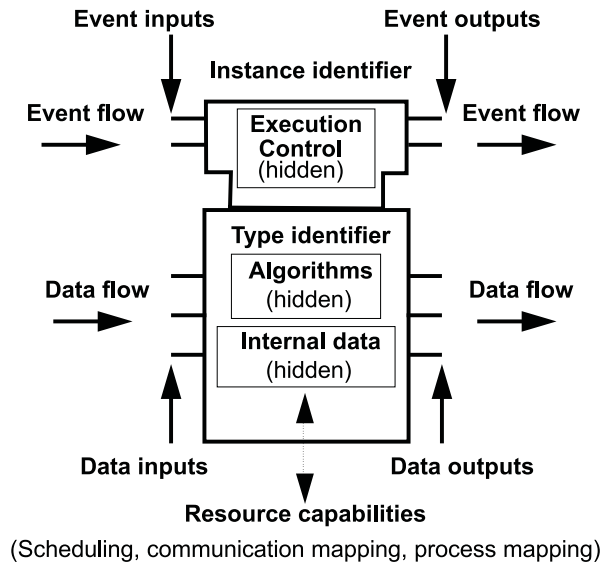 Event inputs
Event outputs
Instance identifier
Event flow
Event flow
Execution
Control
(hidden)
Type identifier
Algorithms
(hidden)
Data flow
Data flow
Internal data
(hidden)
Data inputs
Data outputs
Resource capabilities
(Scheduling, communication mapping, process mapping)